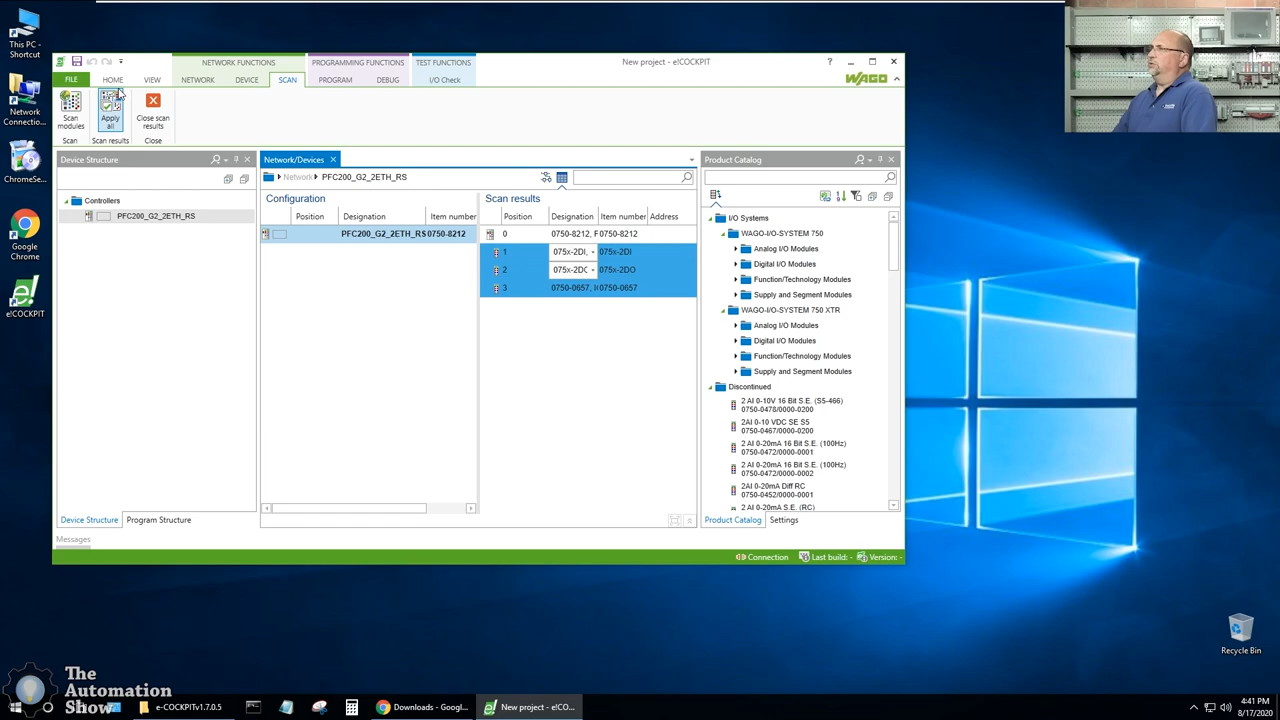 This PC -
Shortcut
Network
Connectio...
ChromeSe...
Google
Chrome
e!COCKPIT
NETWORK FUNCTIONS
PROGRAMMING FUNCTIONS
TEST FUNCTIONS
New project - e!COCKPIT
FILE
HOME
VIEW
NETWORK
DEVICE
SCAN
PROGRAM
DEBUG
I/O Check
WAGO
Scan
modules
Apply
all
Close scan
results
Scan
Scan results
Close
Device Structure
Network/Devices
Product Catalog
Network
PFC200_G2_2ETH_RS
Controllers
PFC200_G2_2ETH_RS
Configuration
Position
Designation
Item number
PFC200_G2_2ETH_RS 0750-8212
Scan results
Position
Designation
Item number
Address
0
0750-8212, F
0750-8212
1
075x-2DI,
075x-2DI
2
075x-2DC
075x-2DO
3
0750-0657, I(
0750-0657
I/O Systems
WAGO-I/O-SYSTEM 750
Analog I/O Modules
Digital I/O Modules
Function/Technology Modules
Supply and Segment Modules
WAGO-I/O-SYSTEM 750 XTR
Analog I/O Modules
Digital I/O Modules
Function/Technology Modules
Supply and Segment Modules
Discontinued
2 AI 0-10V 16 Bit S.E. (S5-466)
0750-0478/0000-0200
2AI 0-10 VDC SE S5
0750-0467/0000-0200
2 AI 0-20mA 16 Bit S.E. (100Hz)
0750-0472/0000-0001
2 AI 0-20mA 16 Bit S.E. (100Hz)
0750-0472/0000-0002
2AI 0-20mA Diff RC
0750-0452/0000-0001
2 AI 0-20mA S.E. (RC)
Device Structure
Program Structure
Product Catalog
Settings
Messages
Connection
Last build: -
Version: -
Recycle Bin
The
Automation
Show
e-COCKPITv1.7.0.5
Downloads - Googl...
New project - e!CO...
4:41 PM
8/17/2020